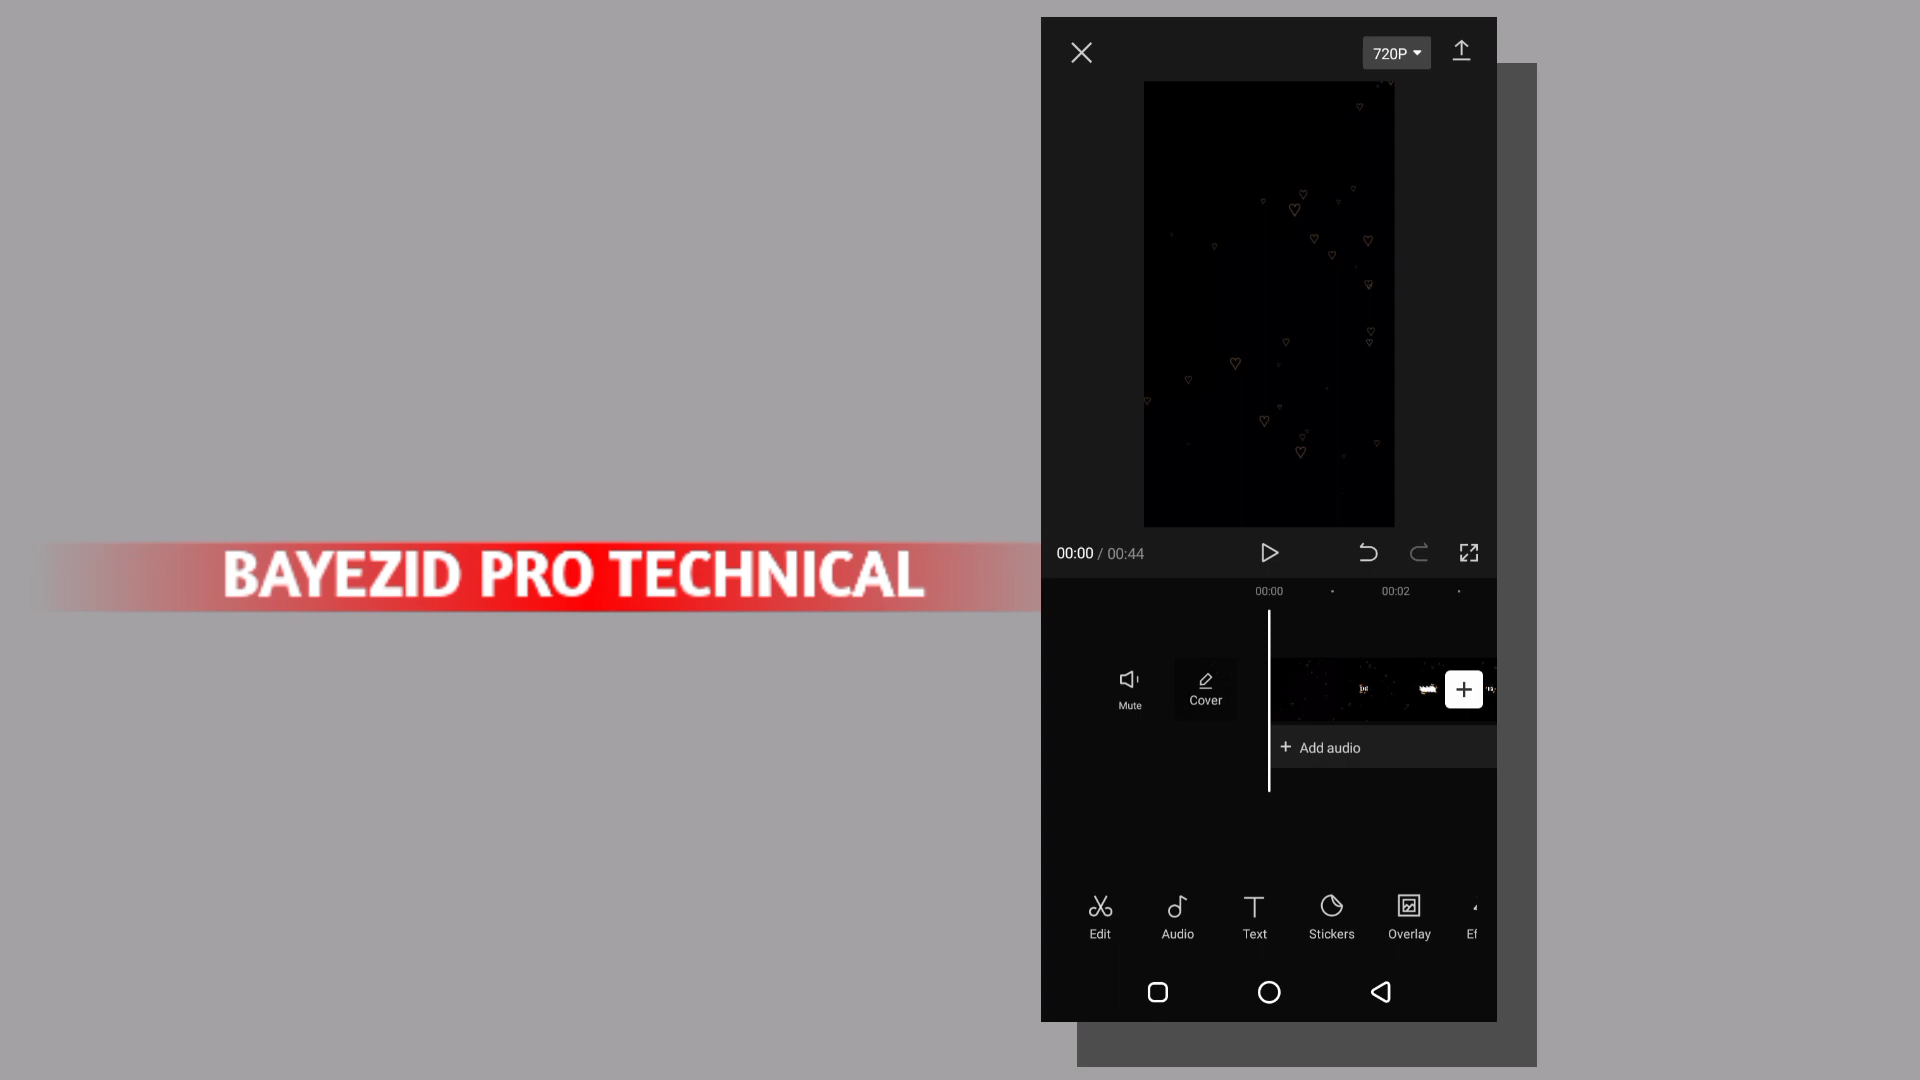 720P
BAYEZID PRO TECHNICAL
00:00 / 00:44
00:00
00:02
Mute
Cover
Add audio
Edit
Audio
Text
Stickers
Overlay
Ef